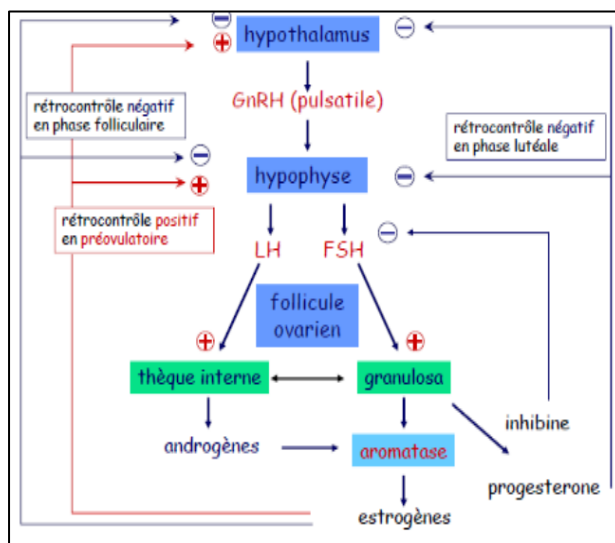 hypothalamus
GnRH (pulsatile)
rétrocontrôle négatif
en phase folliculaire
rétrocontrôle négatif
en phase lutéale
hypophyse
rétrocontrôle positif
en préovulatoire
LH
FSH
follicule
ovarien
thèque interne
granulosa
inhibine
androgènes
aromatase
progesterone
estrogènes